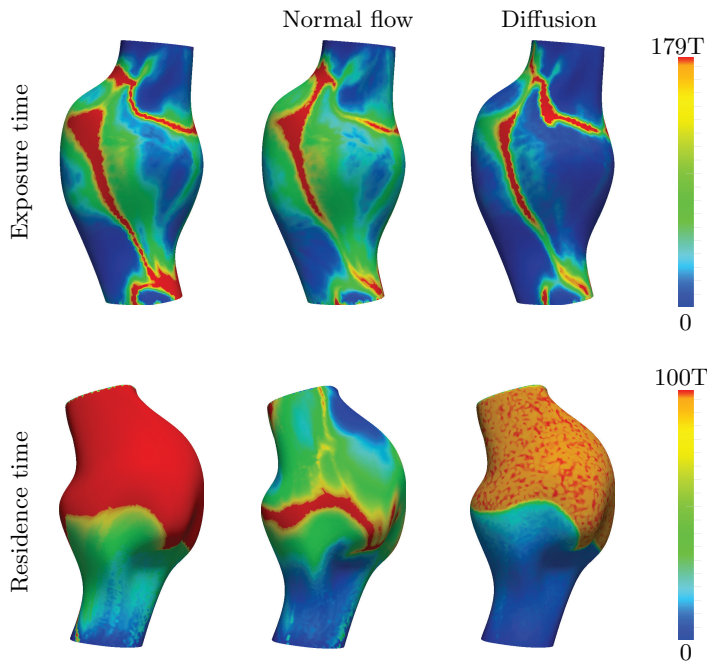 Normal flow
Diffusion
Exposure time
179T
0
Residence time
100T
0